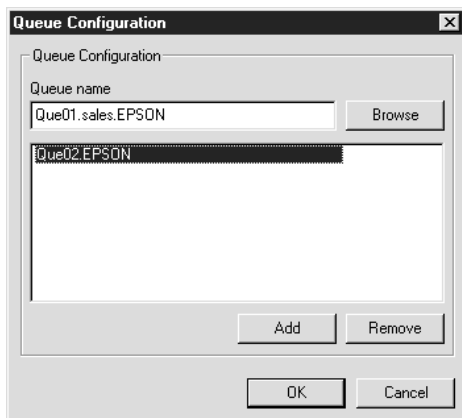 Queue Configuration
Queue Configuration
Queue name
Que01.sales.EPSON
Browse
Que02.EPSON
Add
Remove
OK
Cancel